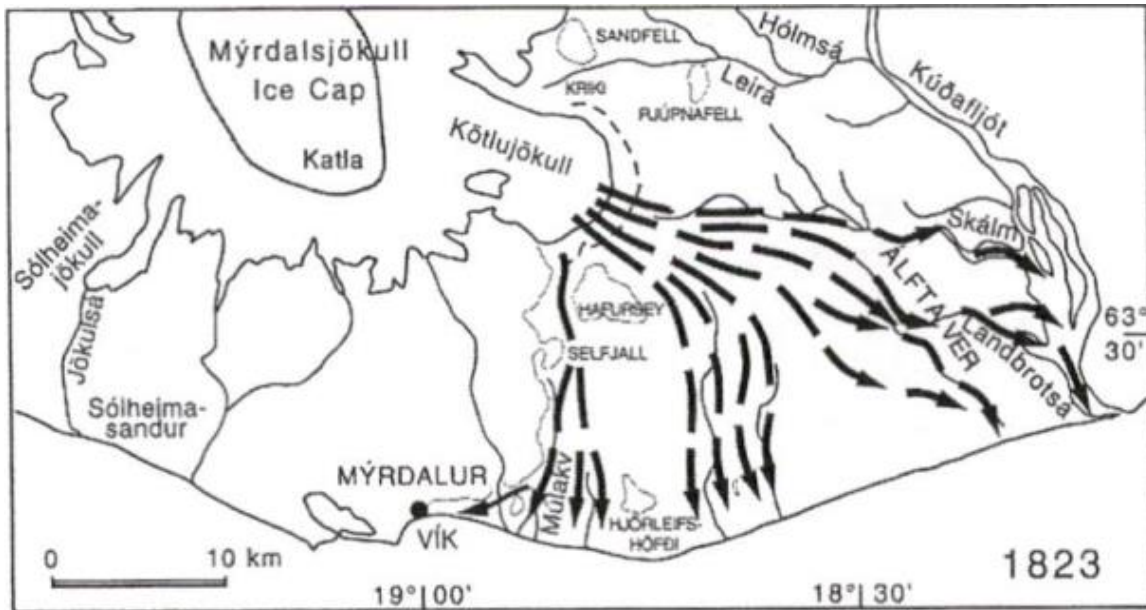 Mýrdalsjökull
Ice Cap
Katla
Kötlujökull
SANDFELL
KRIKI
Hólmsá
Leirá
RJÚPNAFELL
Kúðafljót
Sólheima-
jökull
Jökulsá
Sólheima-
sandur
HAFURSEY
SELFJALL
Skálm
ÁLFTA
VER
Landbrotsá
63°
30'
MÝRDALUR
VÍK
Múlakv
HJÖRLEIFS-
HÖFÐI
0 10 km
1823
19° 00'
18° 30'